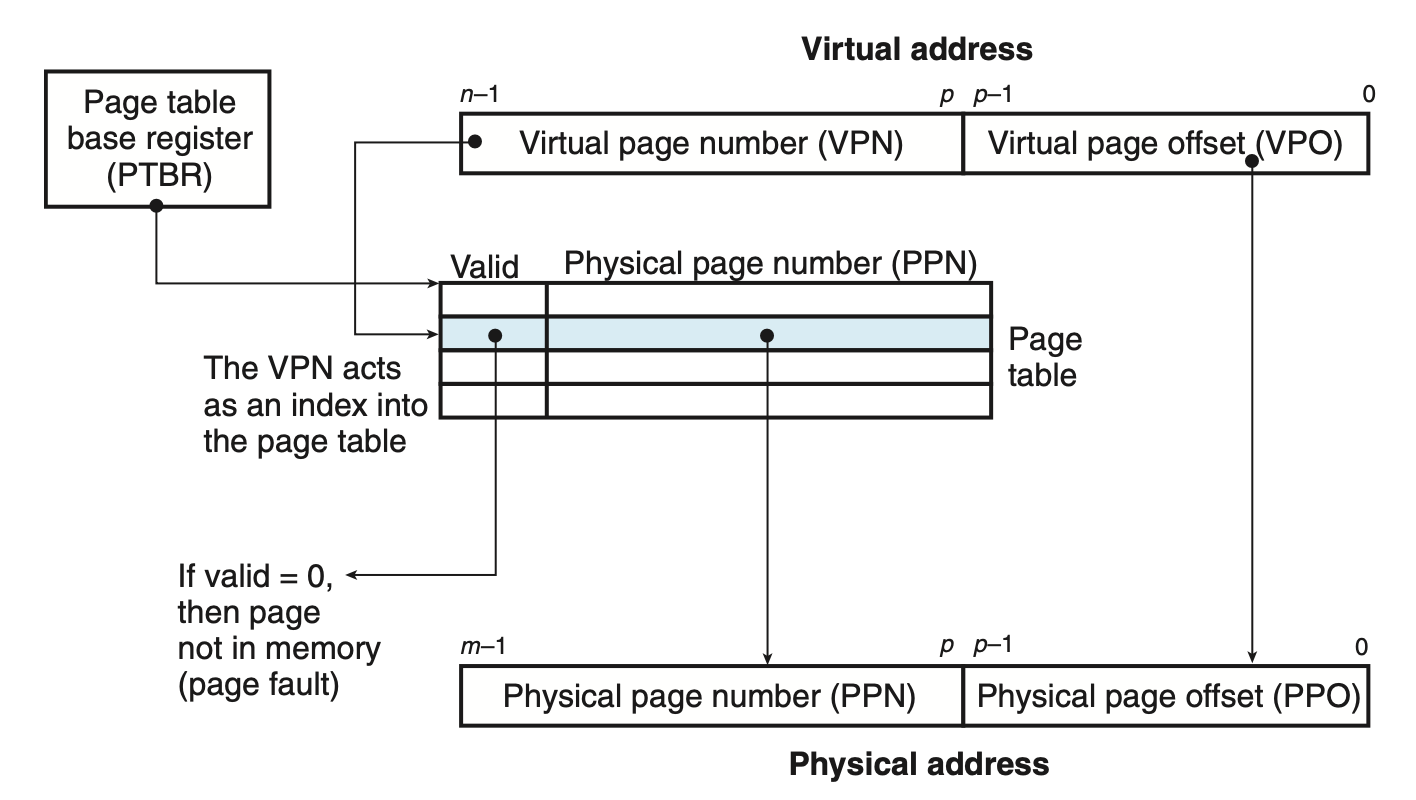 Virtual address
n–1
p
p–1
0
Page table
base register
(PTBR)
Virtual page number (VPN)
Virtual page offset (VPO)
Valid
Physical page number (PPN)
Page
table
The VPN acts
as an index into
the page table
If valid = 0,
then page
not in memory
(page fault)
m–1
p
p–1
0
Physical page number (PPN)
Physical page offset (PPO)
Physical address